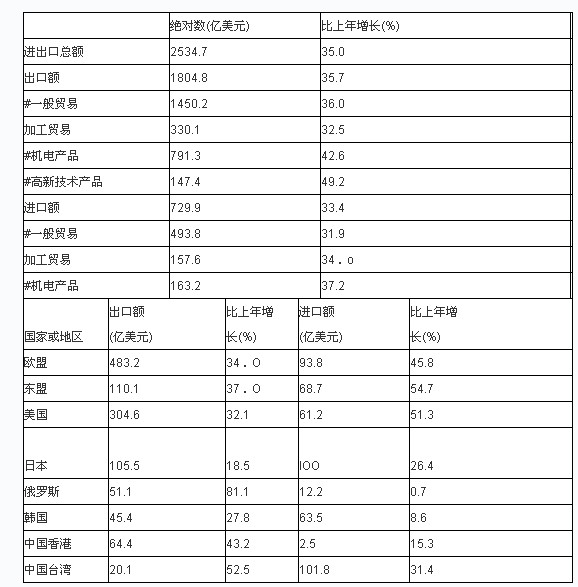 绝对数(亿美元) 比上年增长(%)
进出口总额 2534.7 35.0
出口额 1804.8 35.7
#一般贸易 1450.2 36.0
加工贸易 330.1 32.5
#机电产品 791.3 42.6
#高新技术产品 147.4 49.2
进口额 729.9 33.4
#一般贸易 493.8 31.9
加工贸易 157.6 34．o
#机电产品 163.2 37.2
出口额 比上年增 进口额 比上年增
国家或地区 (亿美元) 长(%) (亿美元) 长(%)
欧盟 483.2 34．O 93.8 45.8
东盟 110.1 37．O 68.7 54.7
美国 304.6 32.1 61.2 51.3
日本 105.5 18.5 IOO 26.4
俄罗斯 51.1 81.1 12.2 0.7
韩国 45.4 27.8 63.5 8.6
中国香港 64.4 43.2 2.5 15.3
中国台湾 20.1 52.5 101.8 31.4